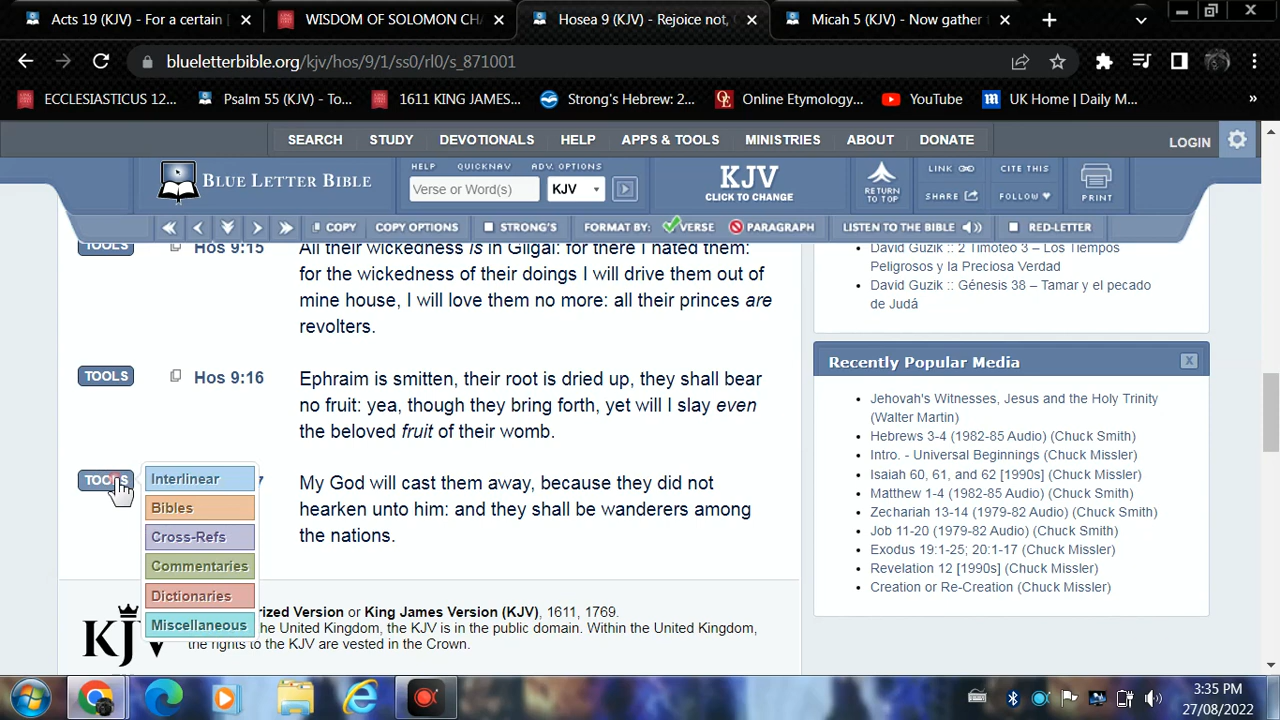 Acts 19 (KJV) - For a certain
WISDOM OF SOLOMON CH
Hosea 9 (KJV) - Rejoice not,
Micah 5 (KJV) - Now gather
blueletterbible.org/kjv/hos/9/1/ss0/rl0/s_871001
ECCLESIASTICUS 12...
Psalm 55 (KJV) - To...
1611 KING JAMES...
Strong's Hebrew: 2...
Online Etymology...
YouTube
UK Home | Daily M...
»
SEARCH STUDY DEVOTIONALS HELP APPS & TOOLS MINISTRIES ABOUT DONATE
LOGIN
BLUE LETTER BIBLE
HELP QUICKNAV ADV. OPTIONS
Verse or Word(s)
KJV
KJV
CLICK TO CHANGE
RETURN
TO TOP
LINK
SHARE
CITE THIS
FOLLOW
PRINT
COPY COPY OPTIONS STRONG'S FORMAT BY: VERSE PARAGRAPH LISTEN TO THE BIBLE RED-LETTER
TOOLS Hos 9:15 All their wickedness is in Gilgal: for there I hated them:
for the wickedness of their doings I will drive them out of
mine house, I will love them no more: all their princes are
revolters.
TOOLS Hos 9:16 Ephraim is smitten, their root is dried up, they shall bear
no fruit: yea, though they bring forth, yet will I slay even
the beloved fruit of their womb.
TOOLS 7 My God will cast them away, because they did not
hearken unto him: and they shall be wanderers among
the nations.
Interlinear
Bibles
Cross-Refs
Commentaries
Dictionaries
Miscellaneous
KJV
rized Version or King James Version (KJV), 1611, 1769.
the United Kingdom, the KJV is in the public domain. Within the United Kingdom,
the rights to the KJV are vested in the Crown.
David Guzik :: 2 Timoteo 3 – Los Tiempos
Peligrosos y la Preciosa Verdad
David Guzik :: Génesis 38 – Tamar y el pecado
de Judá
Recently Popular Media
X
Jehovah's Witnesses, Jesus and the Holy Trinity
(Walter Martin)
Hebrews 3-4 (1982-85 Audio) (Chuck Smith)
Intro. - Universal Beginnings (Chuck Missler)
Isaiah 60, 61, and 62 [1990s] (Chuck Missler)
Matthew 1-4 (1982-85 Audio) (Chuck Smith)
Zechariah 13-14 (1979-82 Audio) (Chuck Smith)
Job 11-20 (1979-82 Audio) (Chuck Smith)
Exodus 19:1-25; 20:1-17 (Chuck Missler)
Revelation 12 [1990s] (Chuck Missler)
Creation or Re-Creation (Chuck Missler)
3:35 PM
27/08/2022